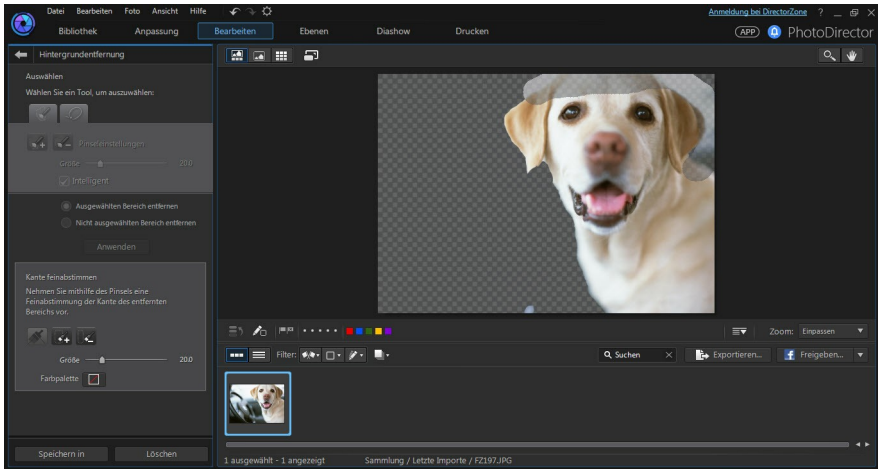 Datei Bearbeiten Foto Ansicht Hilfe
Anmeldung bei DirectorZone ?
Bibliothek Anpassung Bearbeiten Ebenen Diashow Drucken
APP PhotoDirector
Hintergrundentfernung
Auswählen
Wählen Sie ein Tool, um auszuwählen:
Pinseleinstellungen
Größe 20.0
Intelligent
Ausgewählten Bereich entfernen
Nicht ausgewählten Bereich entfernen
Anwenden
Kante feinabstimmen
Nehmen Sie mithilfe des Pinsels eine
Feinabstimmung der Kante des entfernten
Bereichs vor.
Größe 20.0
Farbpalette
Speichern in Löschen
Zoom: Einpassen
Filter: Suchen Exportieren... Freigeben...
1 ausgewählt - 1 angezeigt Sammlung / Letzte Importe / FZ197.JPG